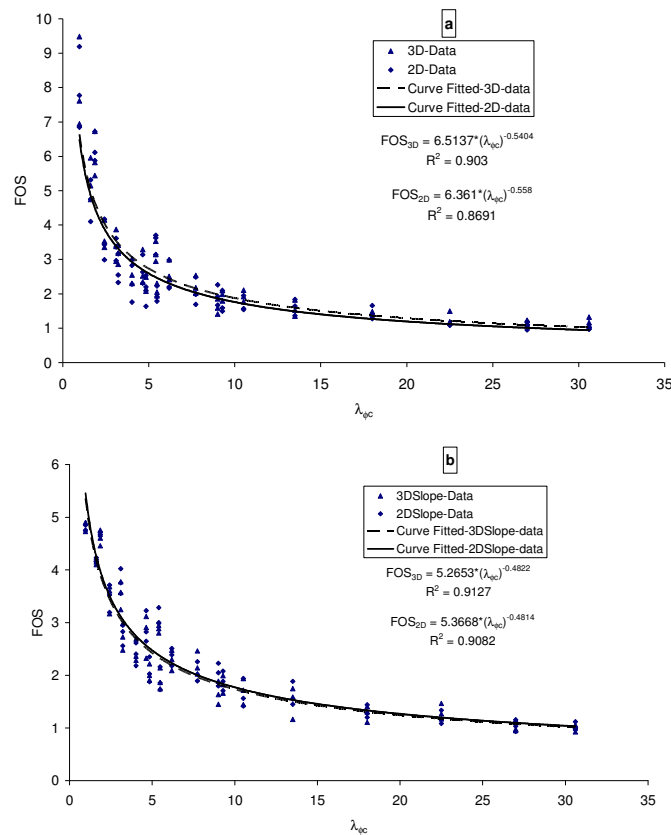 a
10
9
8
7
6
5
4
3
2
1
0
FOS
3D-Data
2D-Data
Curve Fitted-3D-data
Curve Fitted-2D-data
FOS3D = 6.5137*(λϕc)-0.5404
R2 = 0.903
FOS2D = 6.361*(λϕc)-0.558
R2 = 0.8691
0 5 10 15 20 25 30 35
λϕc
b
6
5
4
3
2
1
0
FOS
3DSlope-Data
2DSlope-Data
Curve Fitted-3DSlope-data
Curve Fitted-2DSlope-data
FOS3D = 5.2653*(λϕc)-0.4822
R2 = 0.9127
FOS2D = 5.3668*(λϕc)-0.4814
R2 = 0.9082
0 5 10 15 20 25 30 35
λϕc